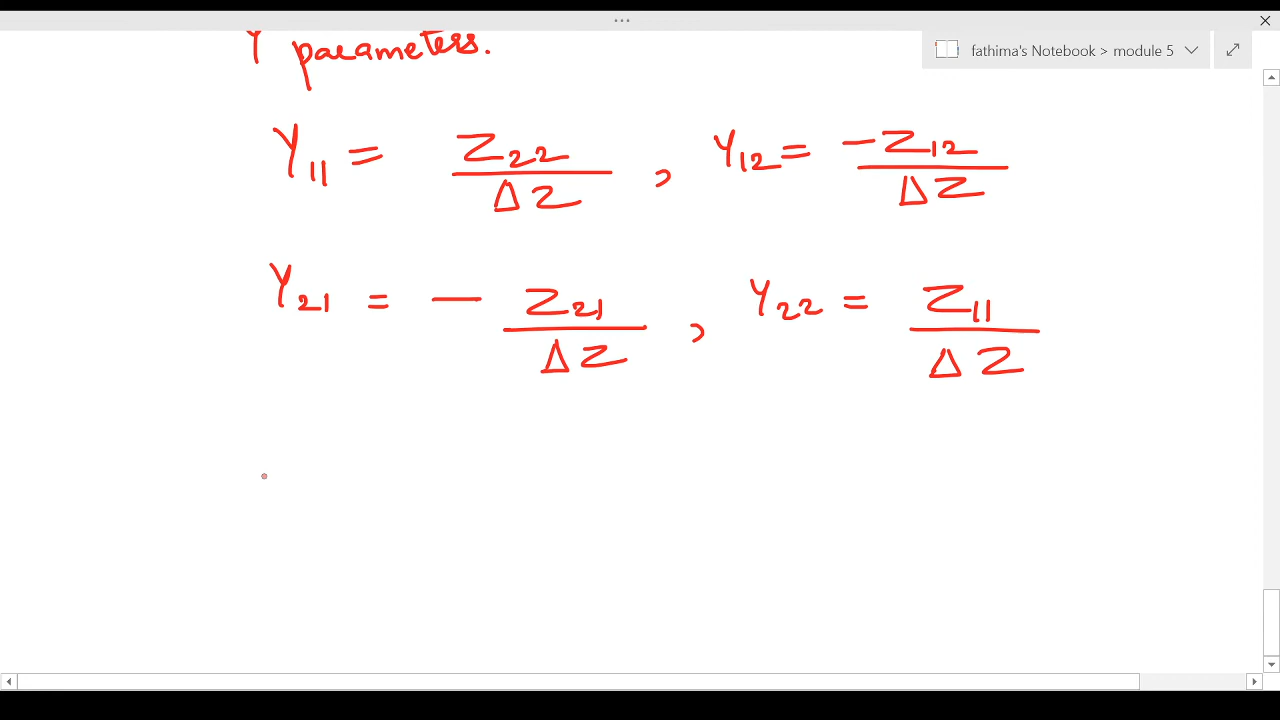 fathima's Notebook > module 5
Y parameters.
Y11 = Z22 / ΔZ , Y12 = -Z12 / ΔZ
Y21 = - Z21 / ΔZ , Y22 = Z11 / ΔZ